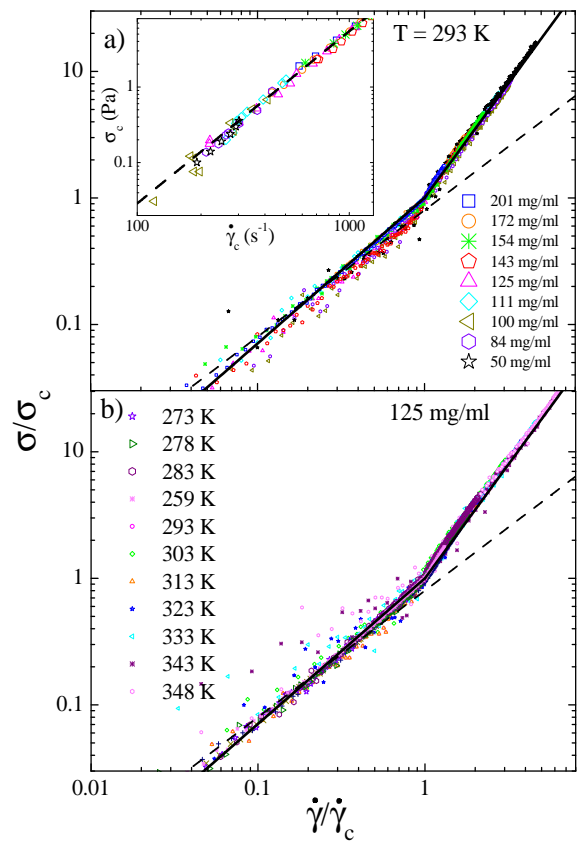 a)
T = 293 K
10
1
0.1
1
0.1
σc (Pa)
100
1000
γ̇c (s-1)
201 mg/ml
172 mg/ml
154 mg/ml
143 mg/ml
125 mg/ml
111 mg/ml
100 mg/ml
84 mg/ml
50 mg/ml
σ/σc
b)
125 mg/ml
273 K
278 K
283 K
259 K
293 K
303 K
313 K
323 K
333 K
343 K
348 K
10
1
0.1
0.01
0.1
1
γ̇/γ̇c